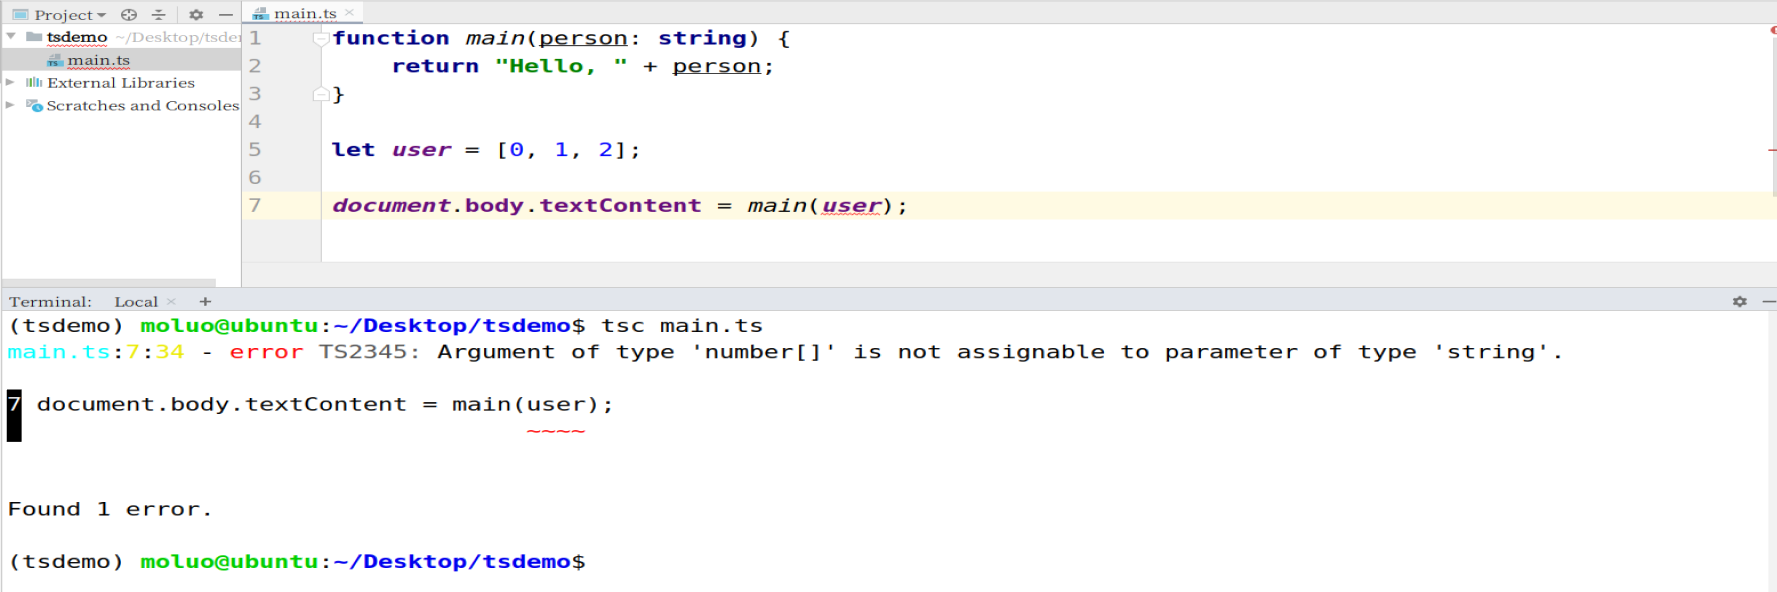 Project
main.ts
tsdemo ~/Desktop/tsde
main.ts
External Libraries
Scratches and Consoles
1 function main(person: string) {
2 return "Hello, " + person;
3 }
4
5 let user = [0, 1, 2];
6
7 document.body.textContent = main(user);
Terminal: Local × +
(tsdemo) moluo@ubuntu:~/Desktop/tsdemo$ tsc main.ts
main.ts:7:34 - error TS2345: Argument of type 'number[]' is not assignable to parameter of type 'string'.
7 document.body.textContent = main(user);
~~~~
Found 1 error.
(tsdemo) moluo@ubuntu:~/Desktop/tsdemo$